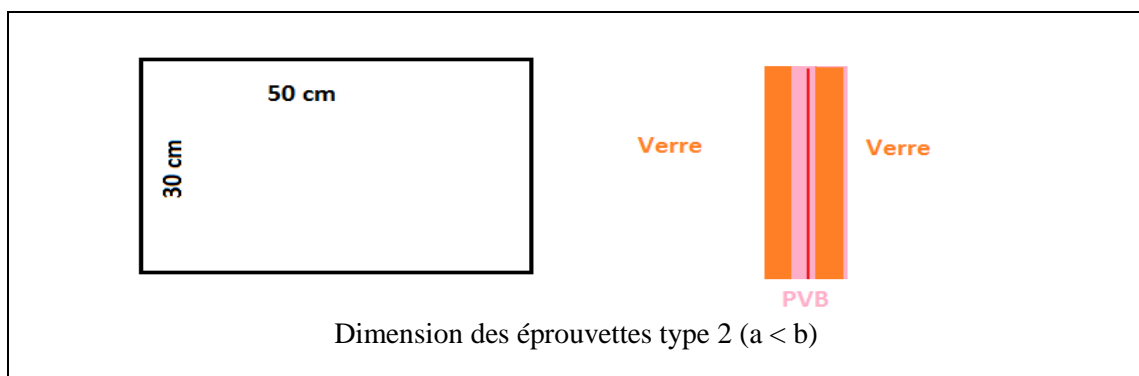 50 cm
30 cm
Verre
Verre
PVB
Dimension des éprouvettes type 2 (a < b)